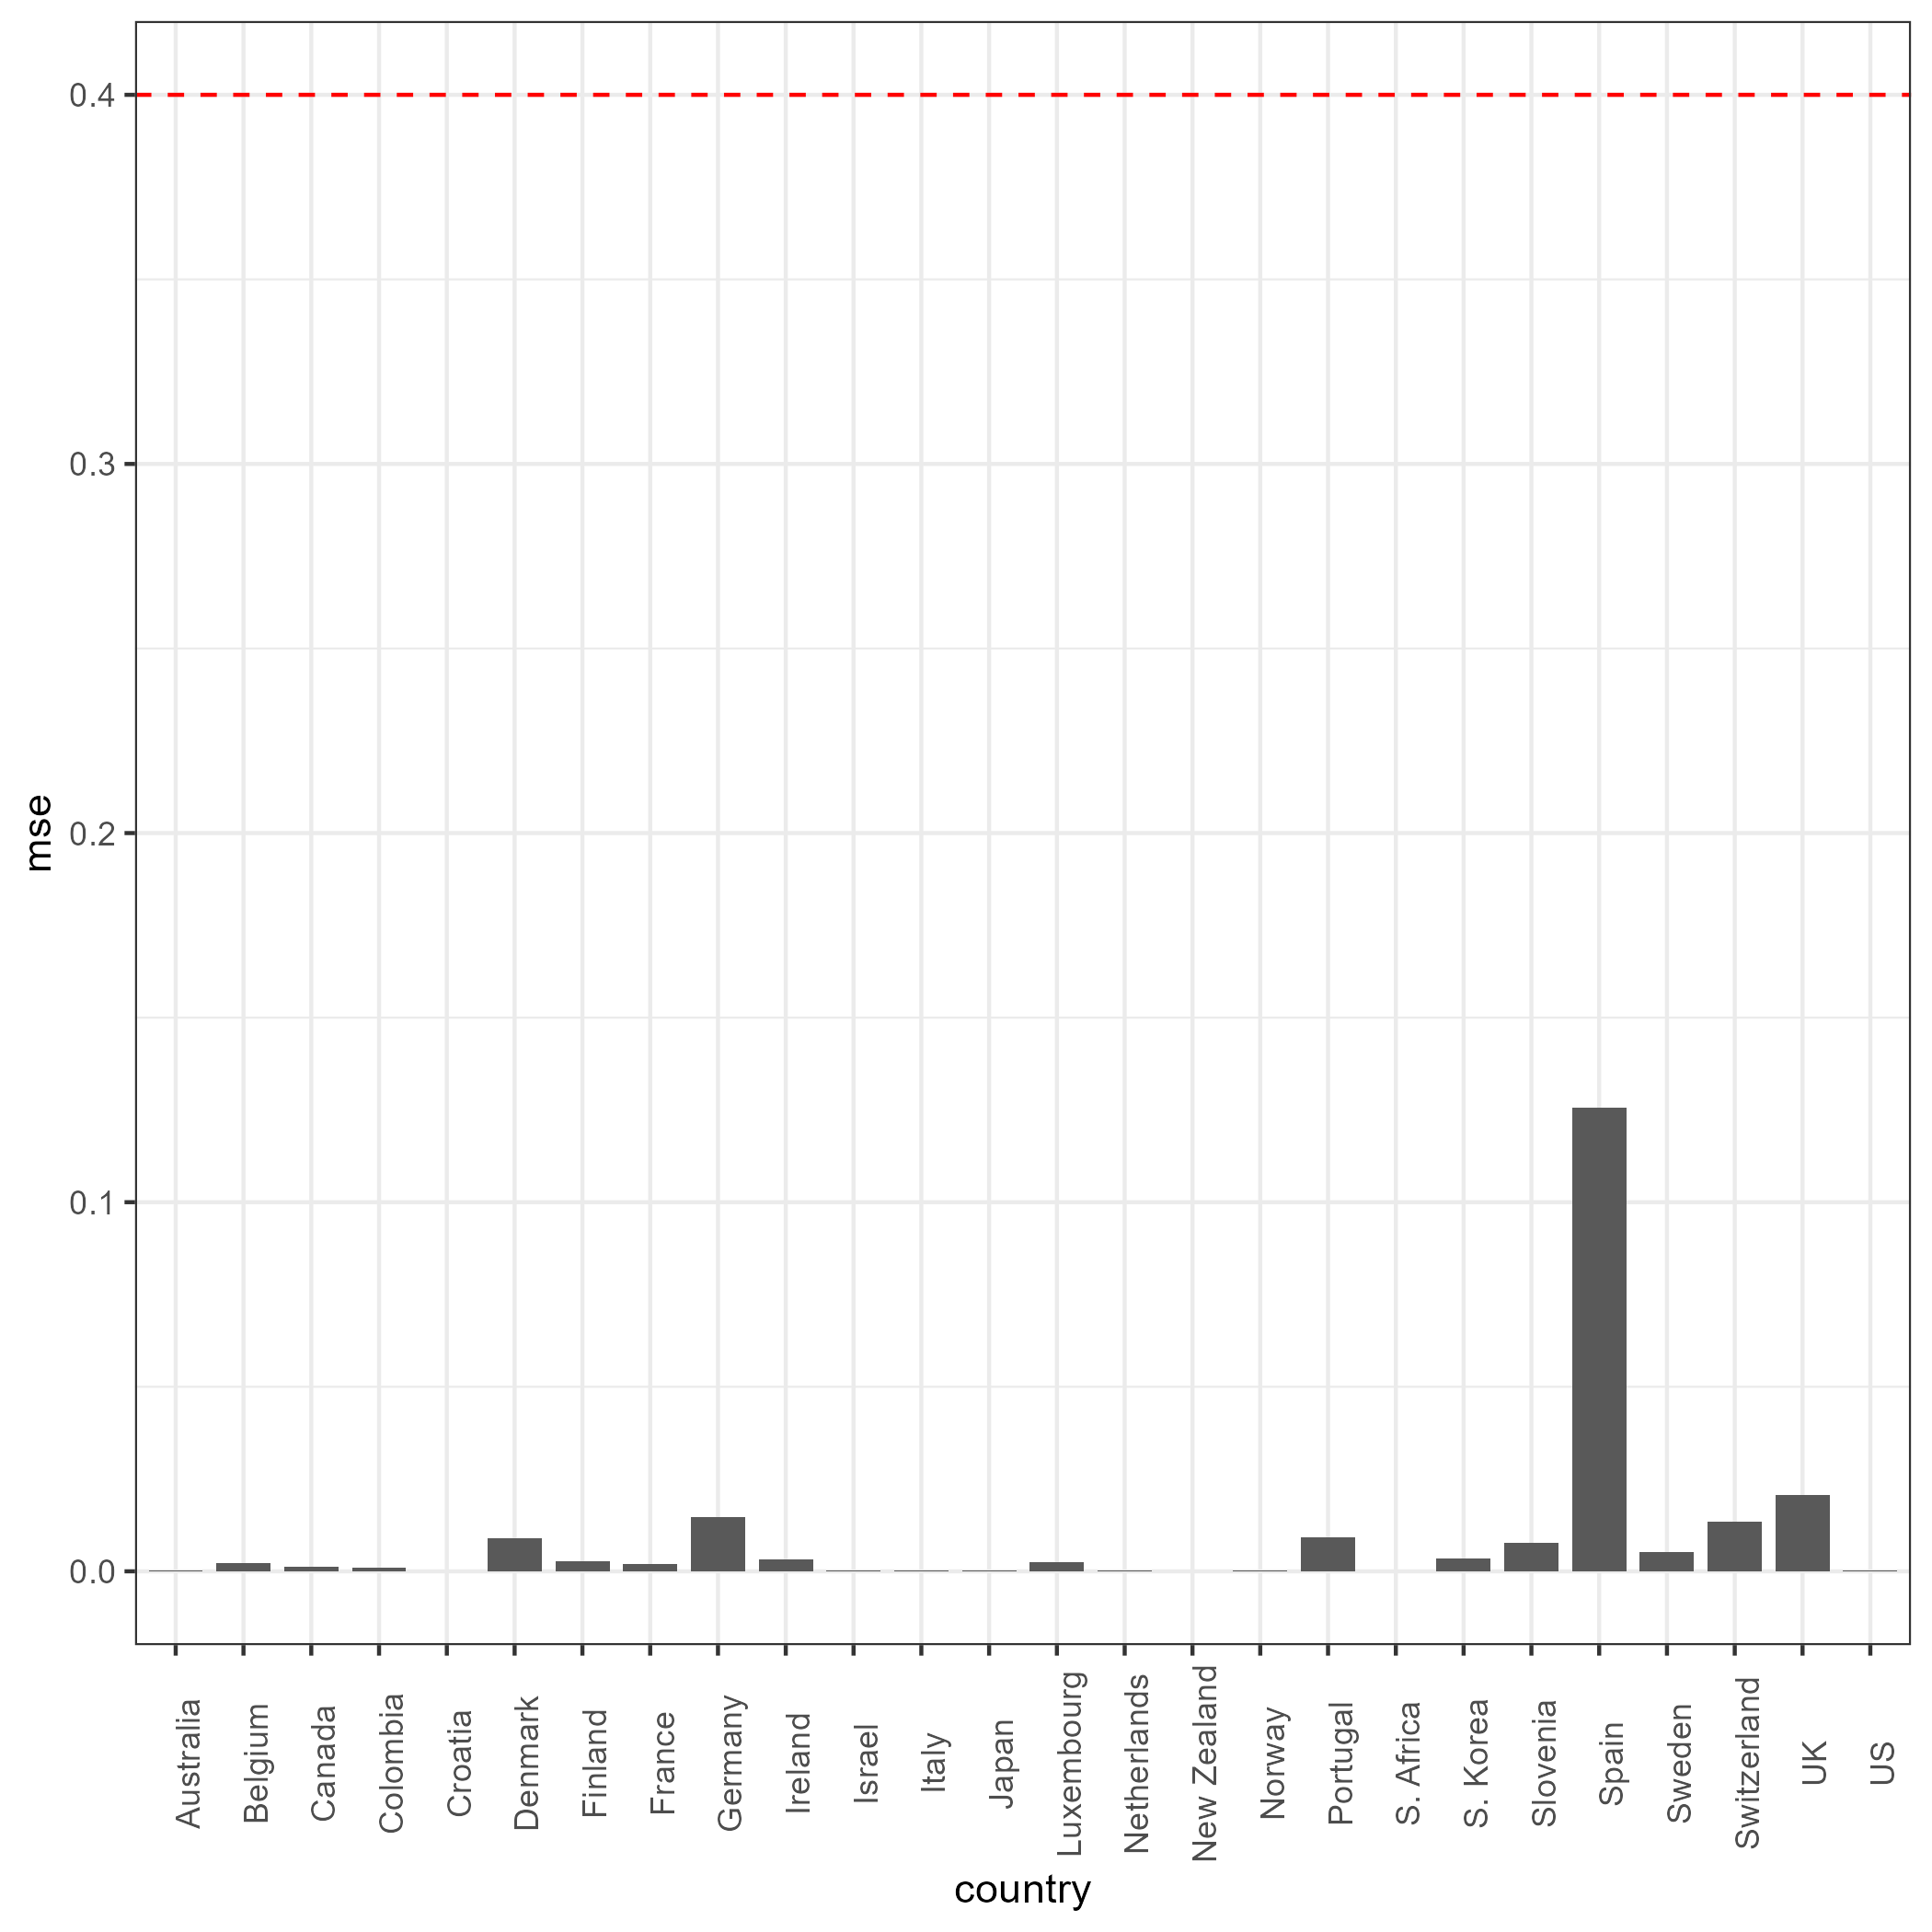 mse
0.4
0.3
0.2
0.1
0.0
Australia
Belgium
Canada
Colombia
Croatia
Denmark
Finland
France
Germany
Ireland
Israel
Italy
Japan
Luxembourg
Netherlands
New Zealand
Norway
Portugal
S. Africa
S. Korea
Slovenia
Spain
Sweden
Switzerland
UK
US
country